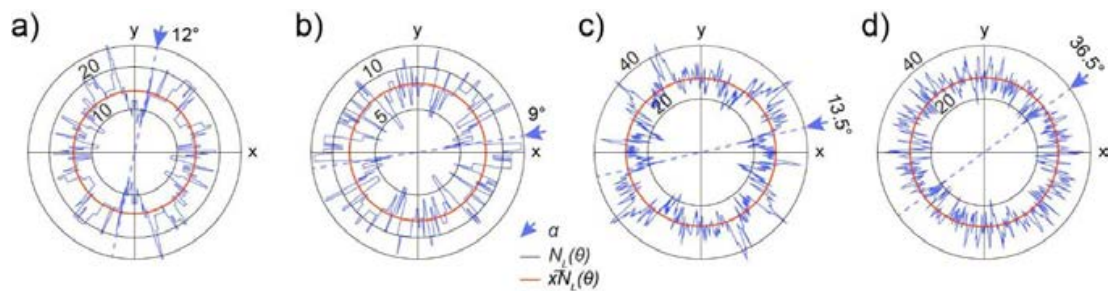 a) y 12° 20 10 x
b) y 10 5 9° x
c) y 40 20 13.5° x
d) y 40 20 36.5° x
α
N_L(θ)
x̄N_L(θ)